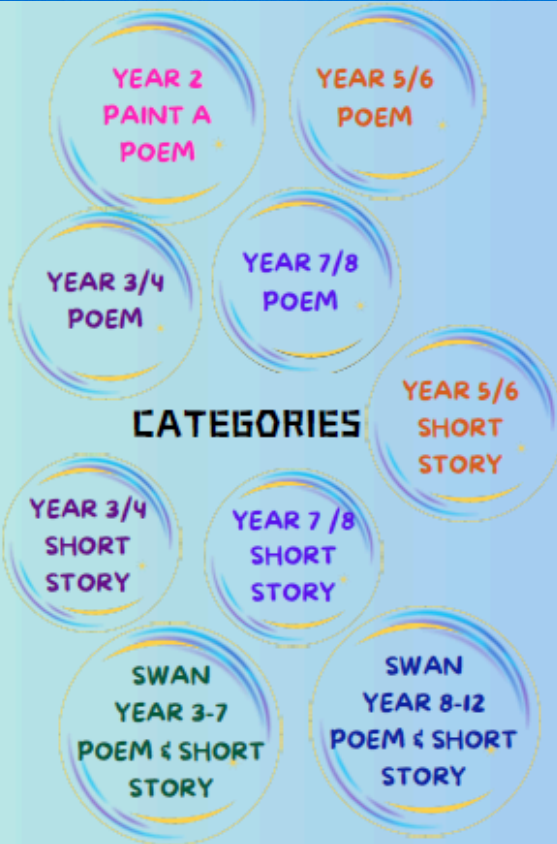 YEAR 2
PAINT A
POEM
YEAR 5/6
POEM
YEAR 3/4
POEM
YEAR 7/8
POEM
YEAR 5/6
SHORT
STORY
CATEGORIES
YEAR 3/4
SHORT
STORY
YEAR 7 /8
SHORT
STORY
SWAN
YEAR 3-7
POEM & SHORT
STORY
SWAN
YEAR 8-12
POEM & SHORT
STORY